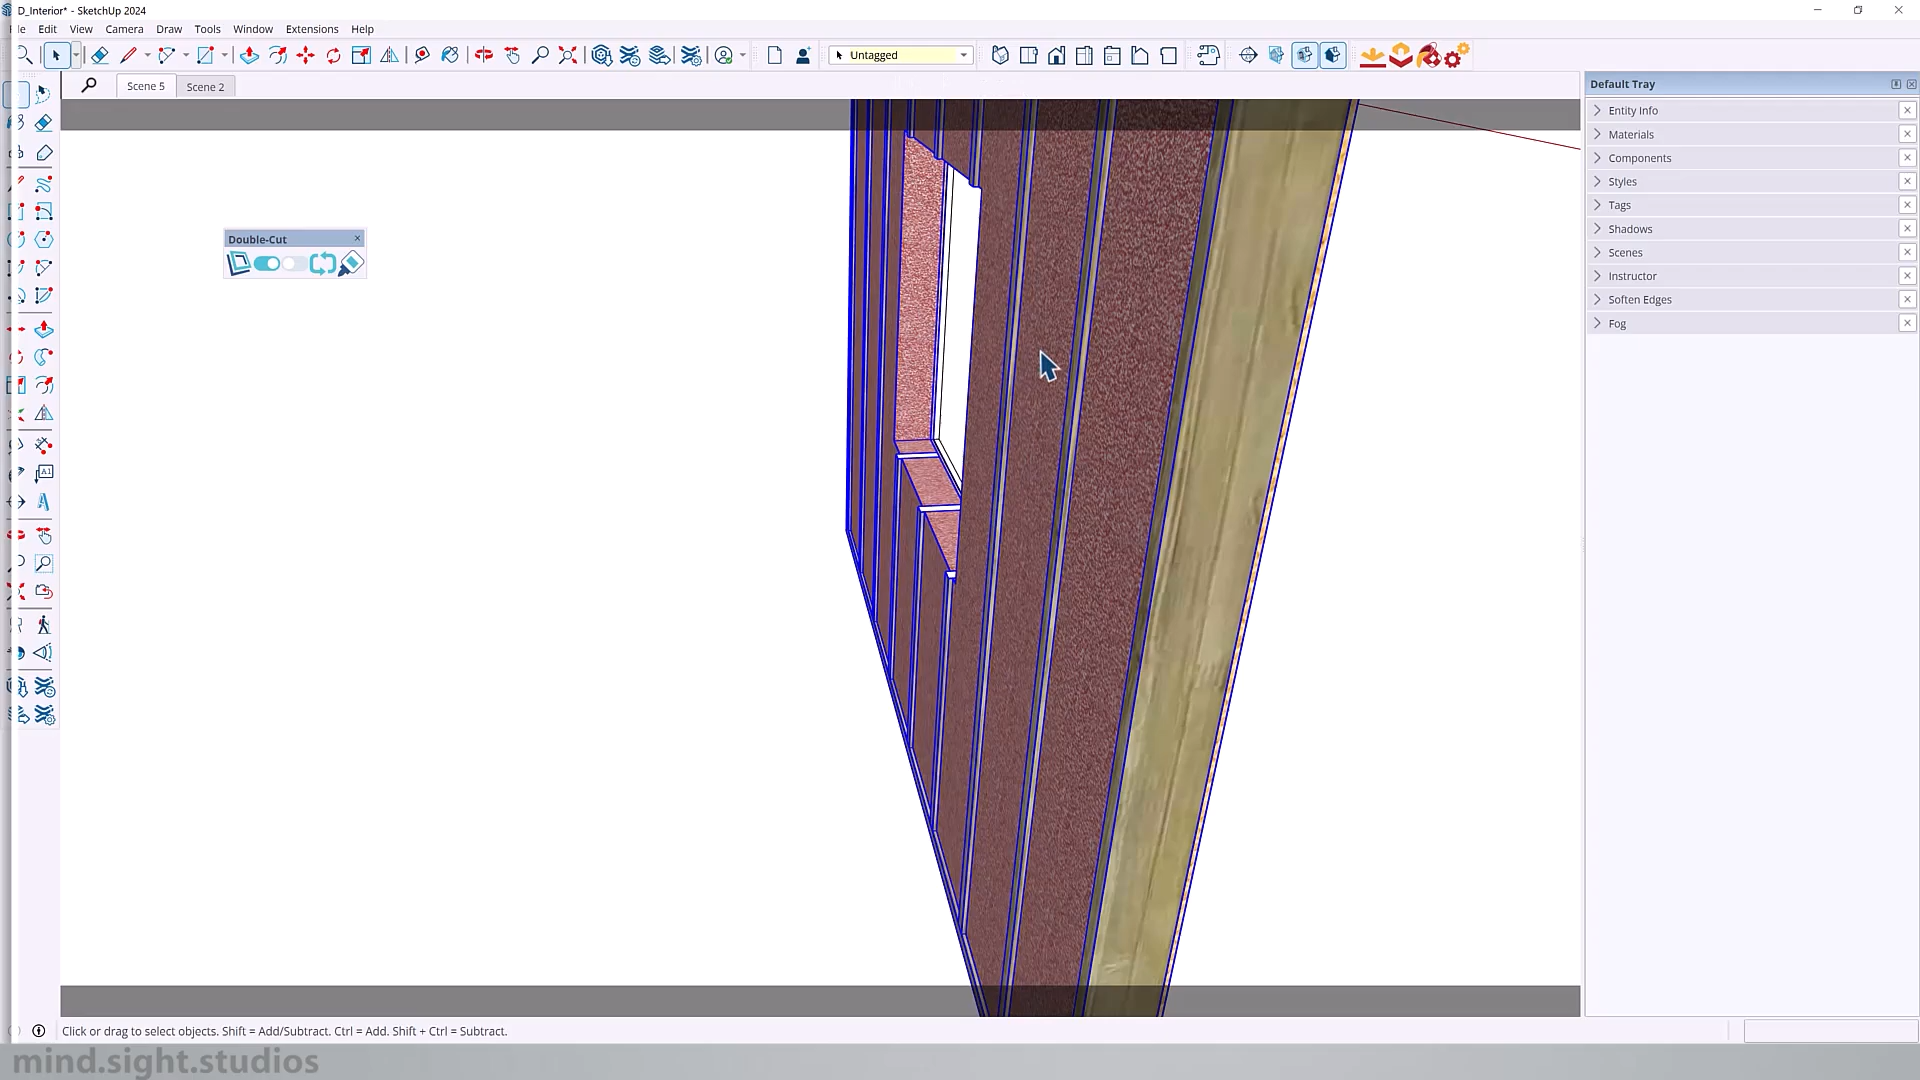 D_Interior* - SketchUp 2024
Edit View Camera Draw Tools Window Extensions Help
Untagged
Scene 5 Scene 2
Default Tray
Entity Info
Materials
Components
Styles
Tags
Shadows
Scenes
Instructor
Soften Edges
Fog
Double-Cut
A1
Click or drag to select objects. Shift = Add/Subtract. Ctrl = Add. Shift + Ctrl = Subtract.
mind.sight.studios